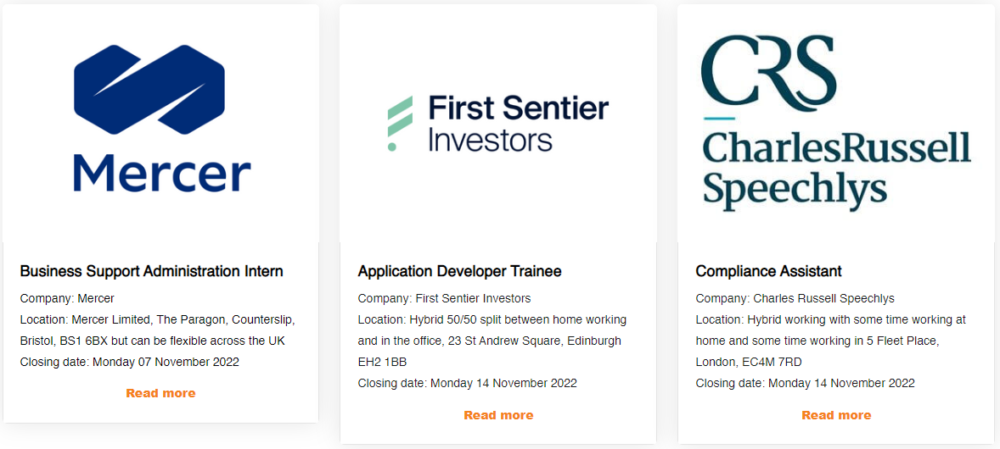 Mercer
Business Support Administration Intern
Company: Mercer
Location: Mercer Limited, The Paragon, Counterslip,
Bristol, BS1 6BX but can be flexible across the UK
Closing date: Monday 07 November 2022
Read more
First Sentier
Investors
Application Developer Trainee
Company: First Sentier Investors
Location: Hybrid 50/50 split between home working
and in the office, 23 St Andrew Square, Edinburgh
EH2 1BB
Closing date: Monday 14 November 2022
Read more
CRS
CharlesRussell
Speechlys
Compliance Assistant
Company: Charles Russell Speechlys
Location: Hybrid working with some time working at
home and some time working in 5 Fleet Place,
London, EC4M 7RD
Closing date: Monday 14 November 2022
Read more